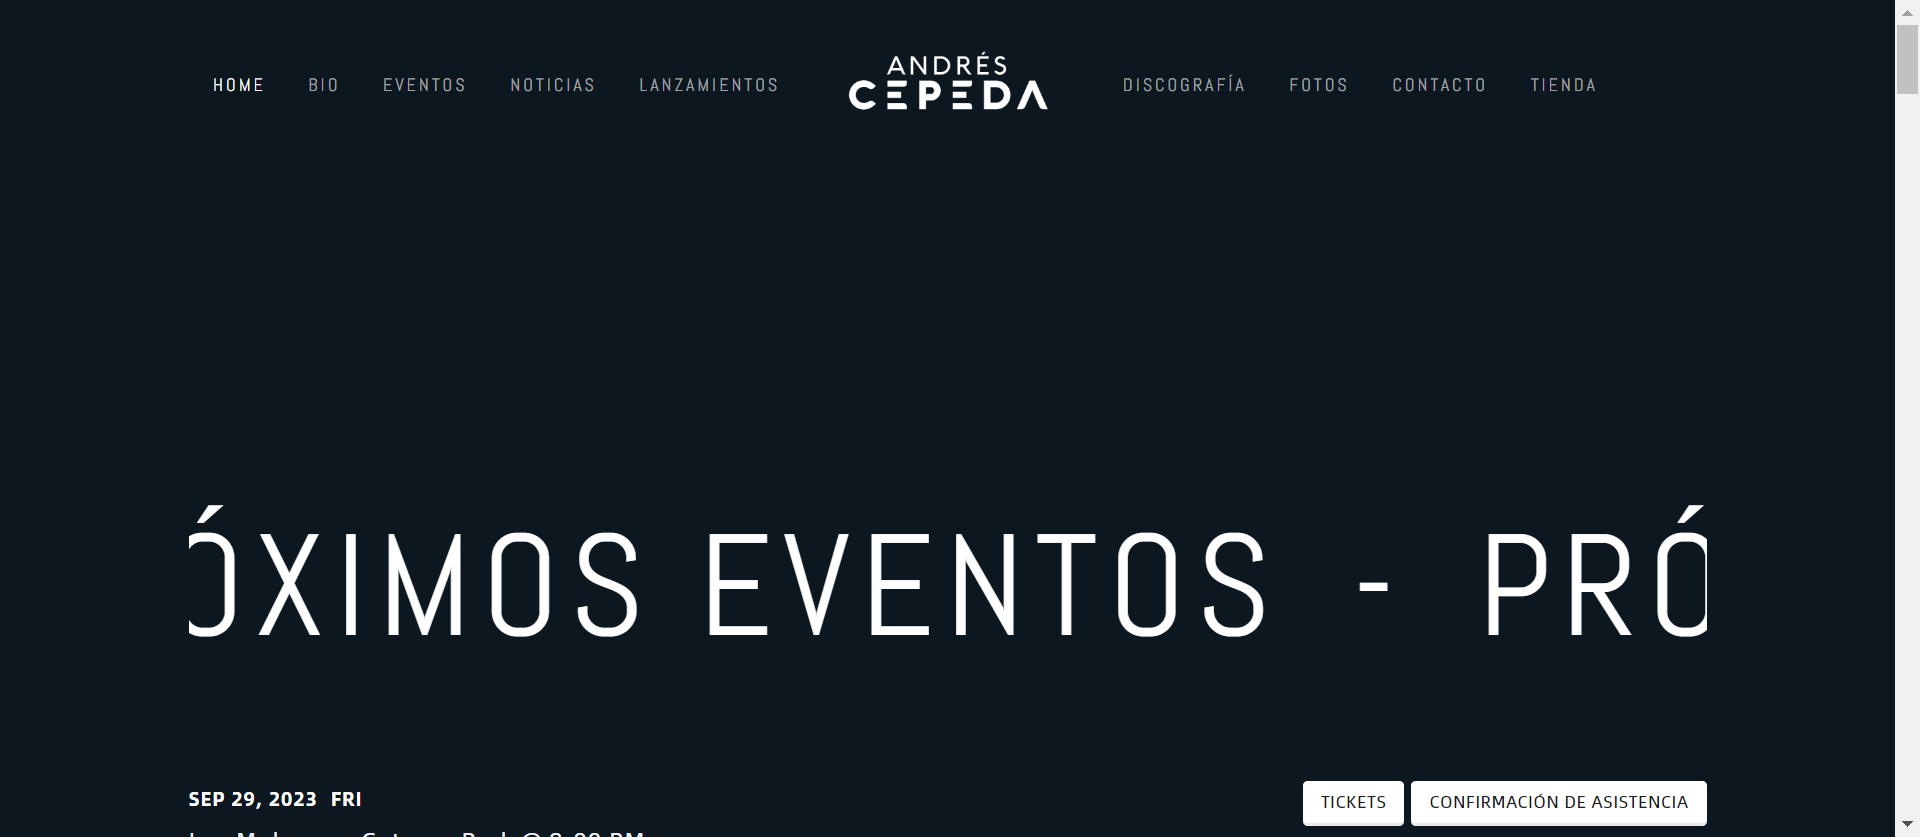 HOME BIO EVENTOS NOTICIAS LANZAMIENTOS
ANDRÉS
CEPEDA
DISCOGRAFÍA FOTOS CONTACTO TIENDA
ÓXIMOS EVENTOS - PRÓ
SEP 29, 2023 FRI
TICKETS CONFIRMACIÓN DE ASISTENCIA